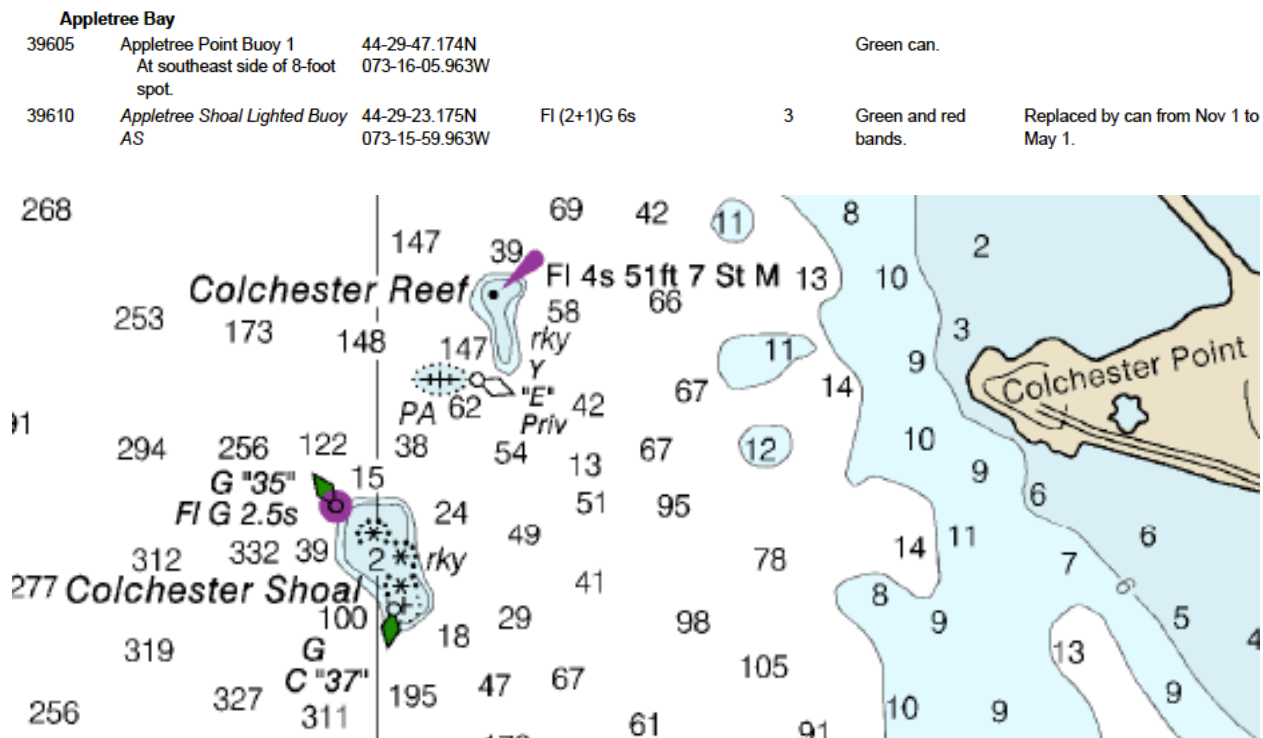 Appletree Bay
39605 Appletree Point Buoy 1 44-29-47.174N Green can.
At southeast side of 8-foot 073-16-05.963W
spot.
39610 Appletree Shoal Lighted Buoy 44-29-23.175N Fl (2+1)G 6s 3 Green and red Replaced by can from Nov 1 to
AS 073-15-59.963W bands. May 1.
268 69 42 11 8
147 39 2
Colchester Reef Fl 4s 51ft 7 St M 13 10
253 173 148 58 66 3
147 rky 11 9 Colchester Point
Y 67 14
PA 62 "E" 42
Priv
294 256 122 38 54 13 67 12 10
G "35" 15 9
Fl G 2.5s 24 51 95 6
312 332 39 2 rky 49 78 14 11 7 6
277 Colchester Shoal 41 8 6
100 18 29 98 9 5 4
319 G 13
C "37" 195 47 67 105 9
256 327 311 61 91 10 9